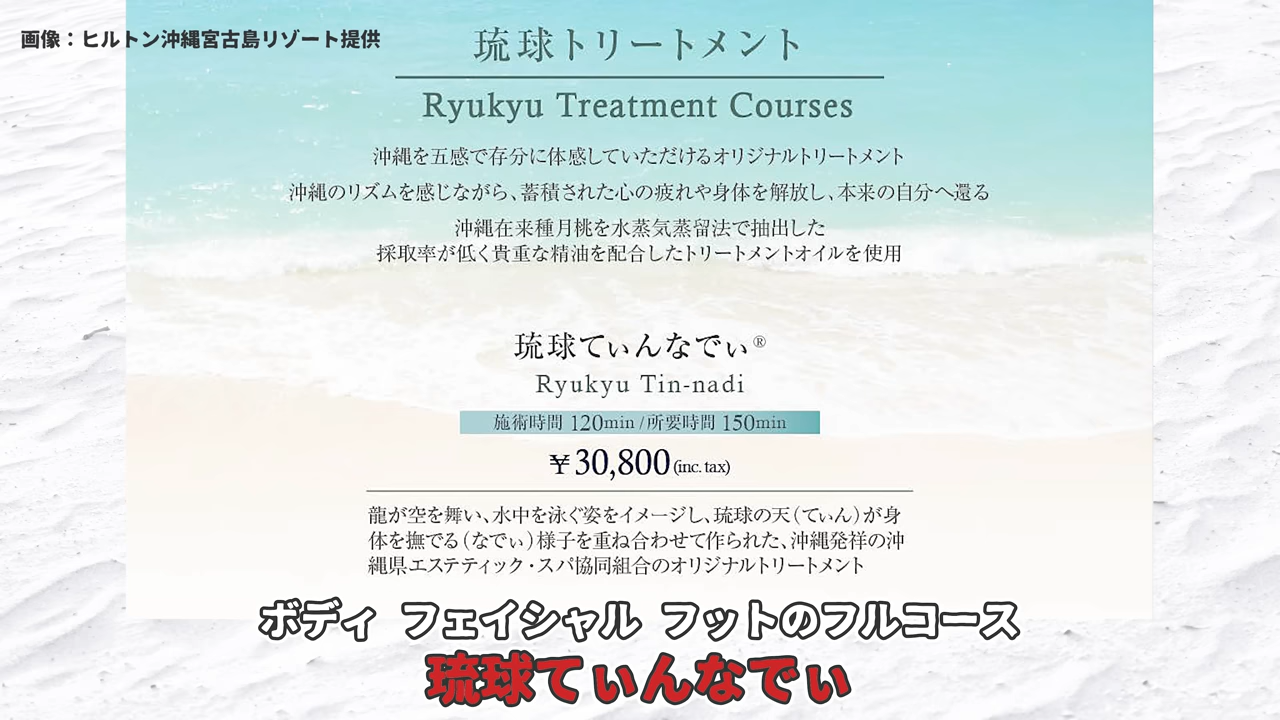 画像：ヒルトン沖縄宮古島リゾート提供
琉球トリートメント
Ryukyu Treatment Courses
沖縄を五感で存分に体感していただけるオリジナルトリートメント
沖縄のリズムを感じながら、蓄積された心の疲れや身体を解放し、本来の自分へ還る
沖縄在来種月桃を水蒸気蒸留法で抽出した
採取率が低く貴重な精油を配合したトリートメントオイルを使用
琉球てぃんなでぃ®
Ryukyu Tin-nadi
施術時間 120min /所要時間 150min
￥30,800(inc. tax)
龍が空を舞い、水中を泳ぐ姿をイメージし、琉球の天（てぃん）が身
体を撫でる（なでぃ）様子を重ね合わせて作られた、沖縄発祥の沖
縄県エステティック・スパ協同組合のオリジナルトリートメント
ボディ フェイシャル フットのフルコース
琉球てぃんなでぃ